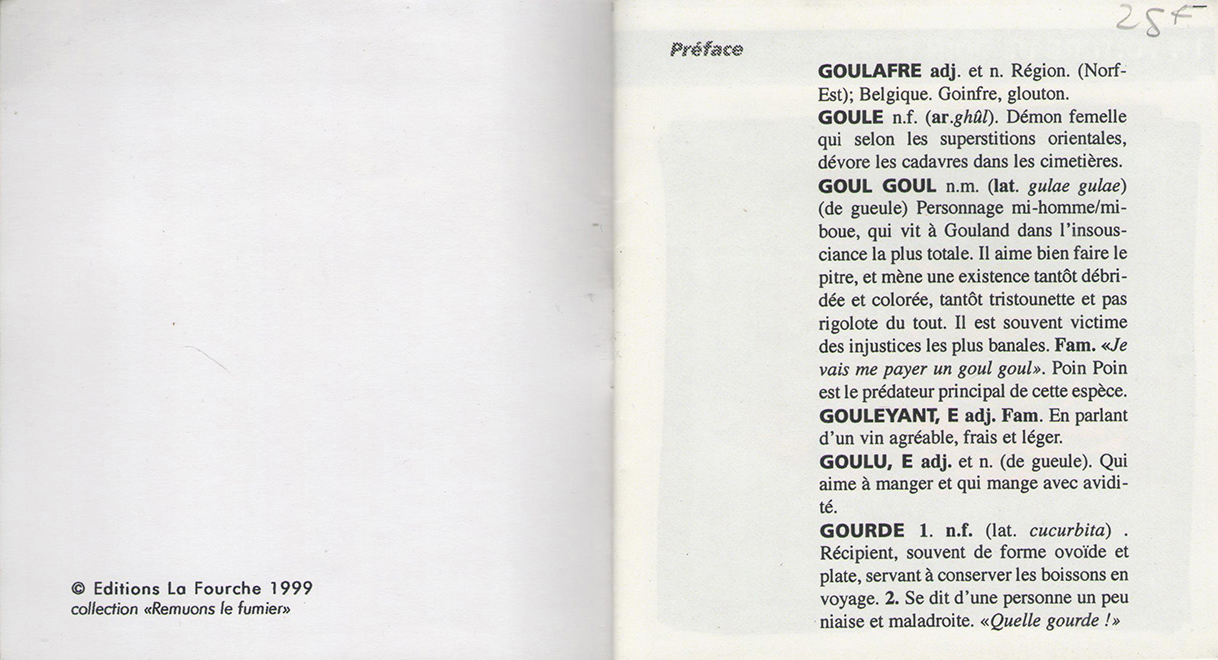 © Editions La Fourche 1999
collection «Remuons le fumier»
28 F
Préface
GOULAFRE adj. et n. Région. (Norf-
Est); Belgique. Goinfre, glouton.
GOULE n.f. (ar.ghûl). Démon femelle
qui selon les superstitions orientales,
dévore les cadavres dans les cimetières.
GOUL GOUL n.m. (lat. gulae gulae)
(de gueule) Personnage mi-homme/mi-
boue, qui vit à Gouland dans l'insous-
ciance la plus totale. Il aime bien faire le
pitre, et mène une existence tantôt débri-
dée et colorée, tantôt tristounette et pas
rigolote du tout. Il est souvent victime
des injustices les plus banales. Fam. «Je
vais me payer un goul goul». Poin Poin
est le prédateur principal de cette espèce.
GOULEYANT, E adj. Fam. En parlant
d'un vin agréable, frais et léger.
GOULU, E adj. et n. (de gueule). Qui
aime à manger et qui mange avec avidi-
té.
GOURDE 1. n.f. (lat. cucurbita) .
Récipient, souvent de forme ovoïde et
plate, servant à conserver les boissons en
voyage. 2. Se dit d'une personne un peu
niaise et maladroite. «Quelle gourde !»